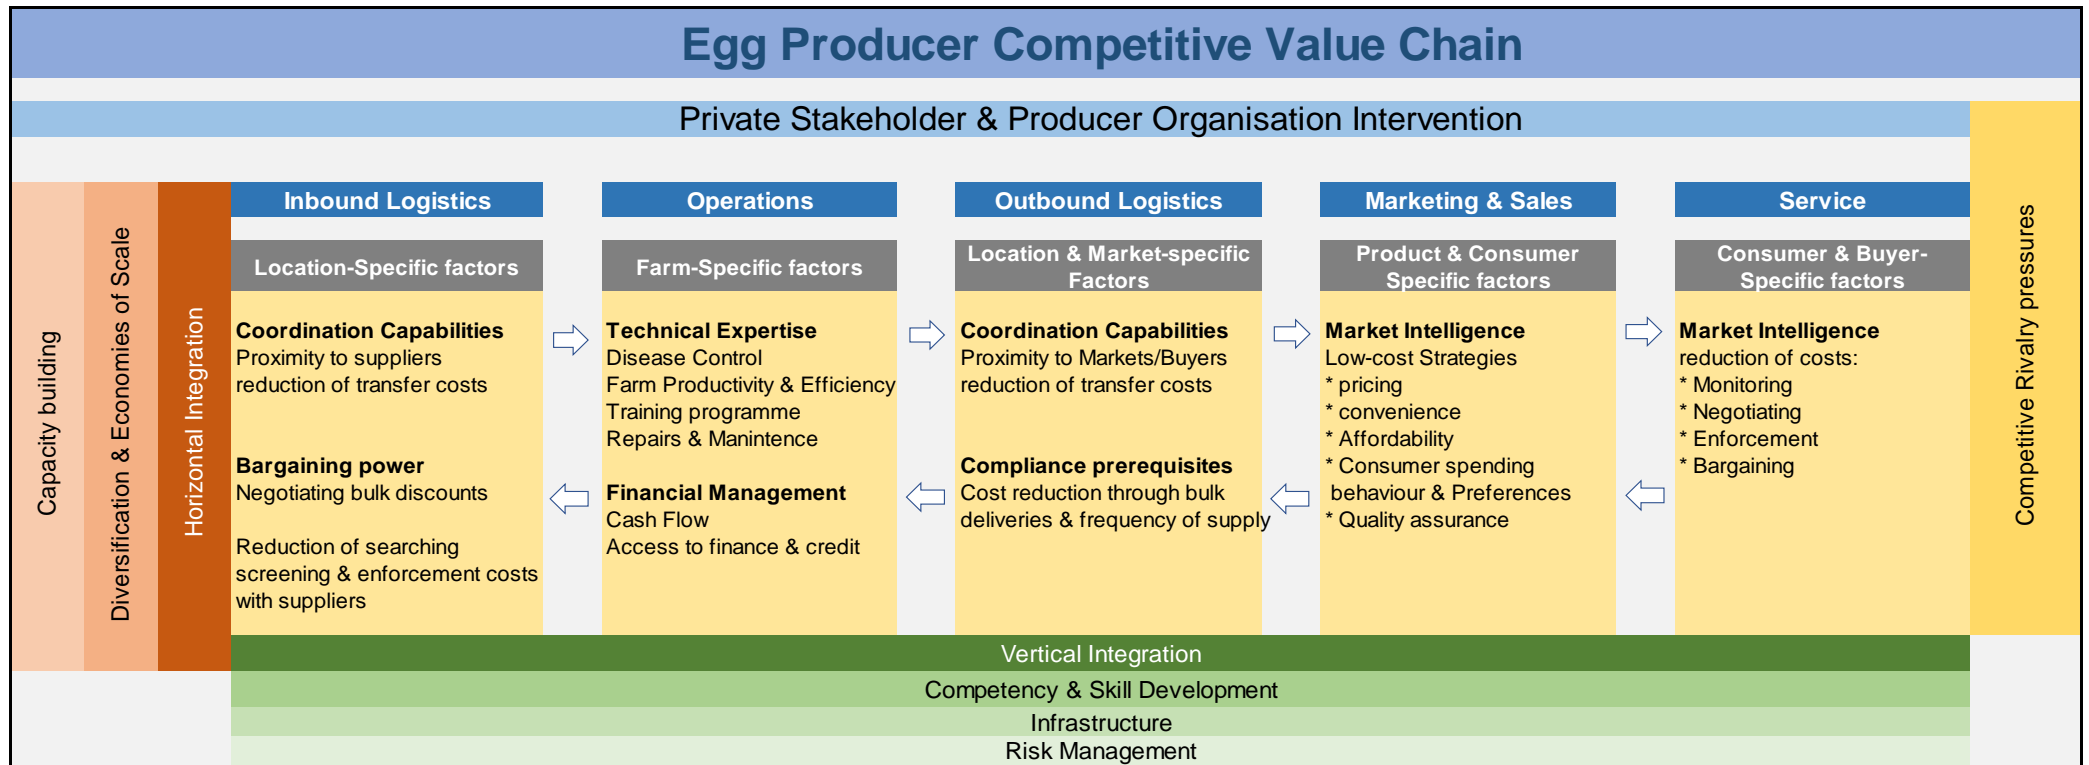 Egg Producer Competitive Value Chain
Private Stakeholder & Producer Organisation Intervention
Capacity building
Diversification & Economies of Scale
Horizontal Integration
Inbound Logistics
Location-Specific factors
Coordination Capabilities
Proximity to suppliers
reduction of transfer costs
Bargaining power
Negotiating bulk discounts
Reduction of searching
screening & enforcement costs
with suppliers
Operations
Farm-Specific factors
Technical Expertise
Disease Control
Farm Productivity & Efficiency
Training programme
Repairs & Manintence
Financial Management
Cash Flow
Access to finance & credit
Outbound Logistics
Location & Market-specific
Factors
Coordination Capabilities
Proximity to Markets/Buyers
reduction of transfer costs
Compliance prerequisites
Cost reduction through bulk
deliveries & frequency of supply
Marketing & Sales
Product & Consumer
Specific factors
Market Intelligence
Low-cost Strategies
* pricing
* convenience
* Affordability
* Consumer spending
behaviour & Preferences
* Quality assurance
Service
Consumer & Buyer-
Specific factors
Market Intelligence
reduction of costs:
* Monitoring
* Negotiating
* Enforcement
* Bargaining
Competitive Rivalry pressures
Vertical Integration
Competency & Skill Development
Infrastructure
Risk Management